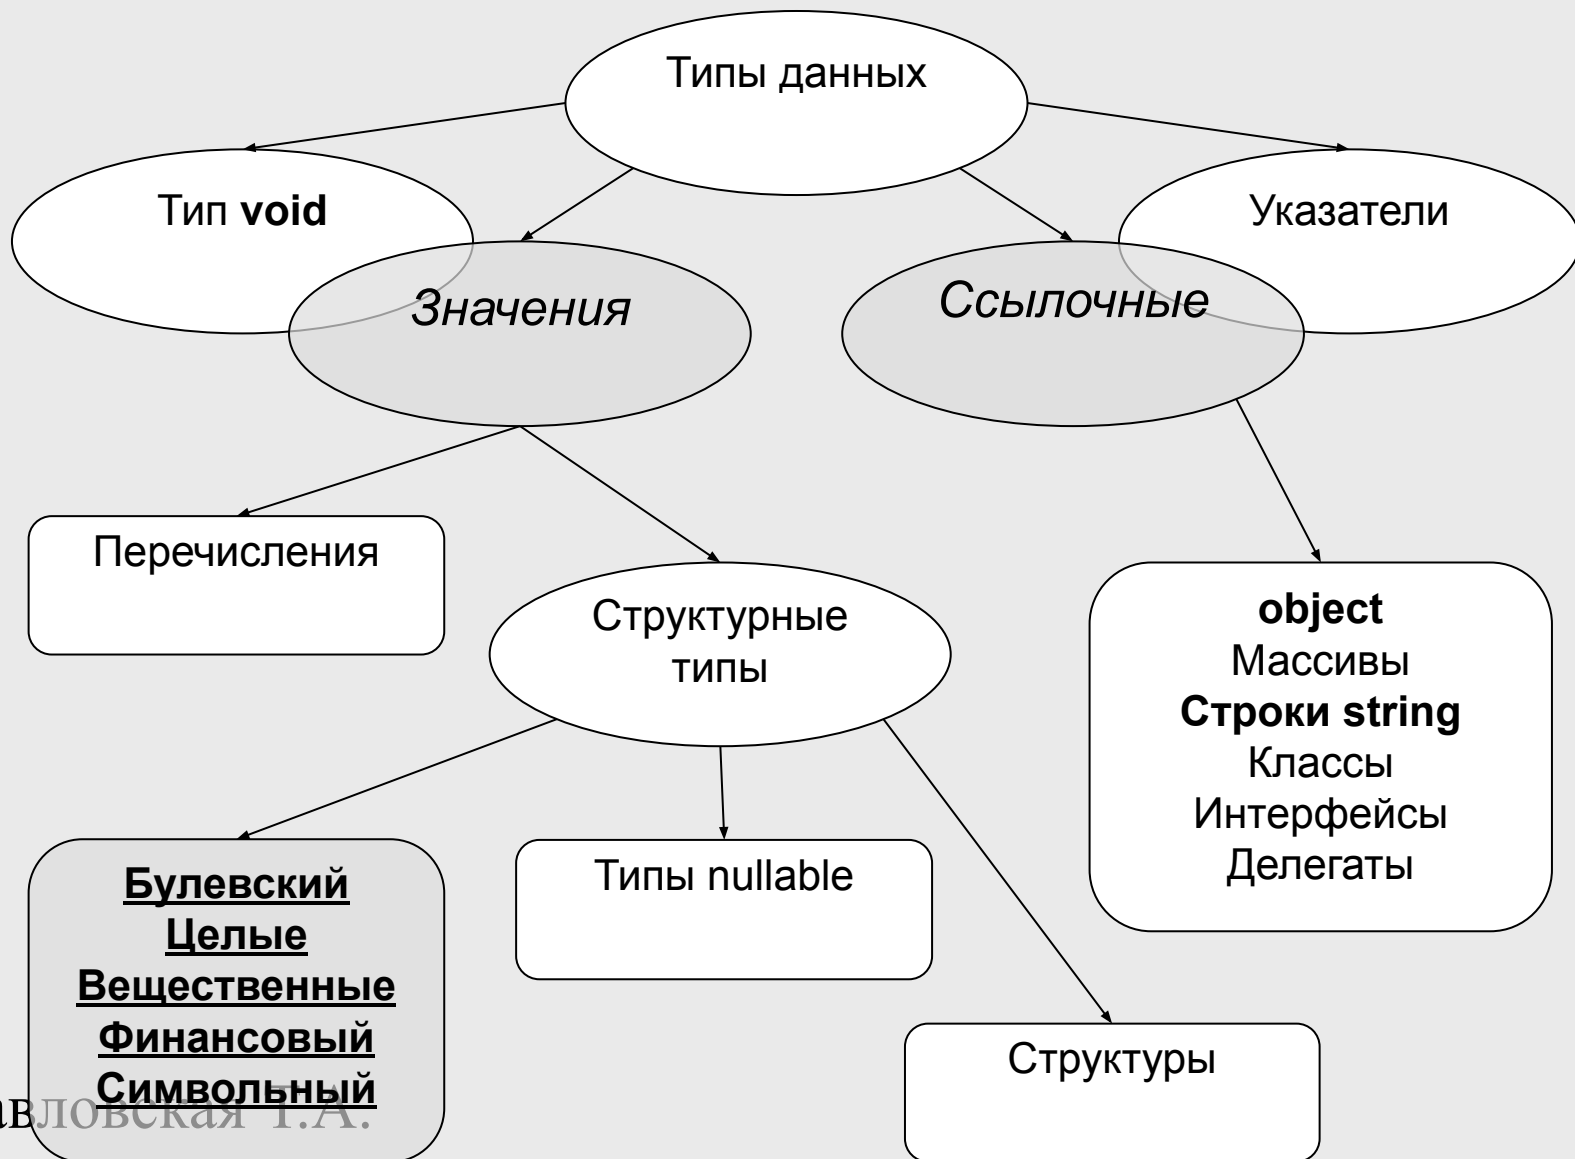 Типы данных
Тип void
Указатели
Значения
Ссылочные
Перечисления
Структурные
типы
object
Массивы
Строки string
Классы
Интерфейсы
Делегаты
Булевский
Целые
Вещественные
Финансовый
Символьный
Типы nullable
Структуры
авловская Т.А.